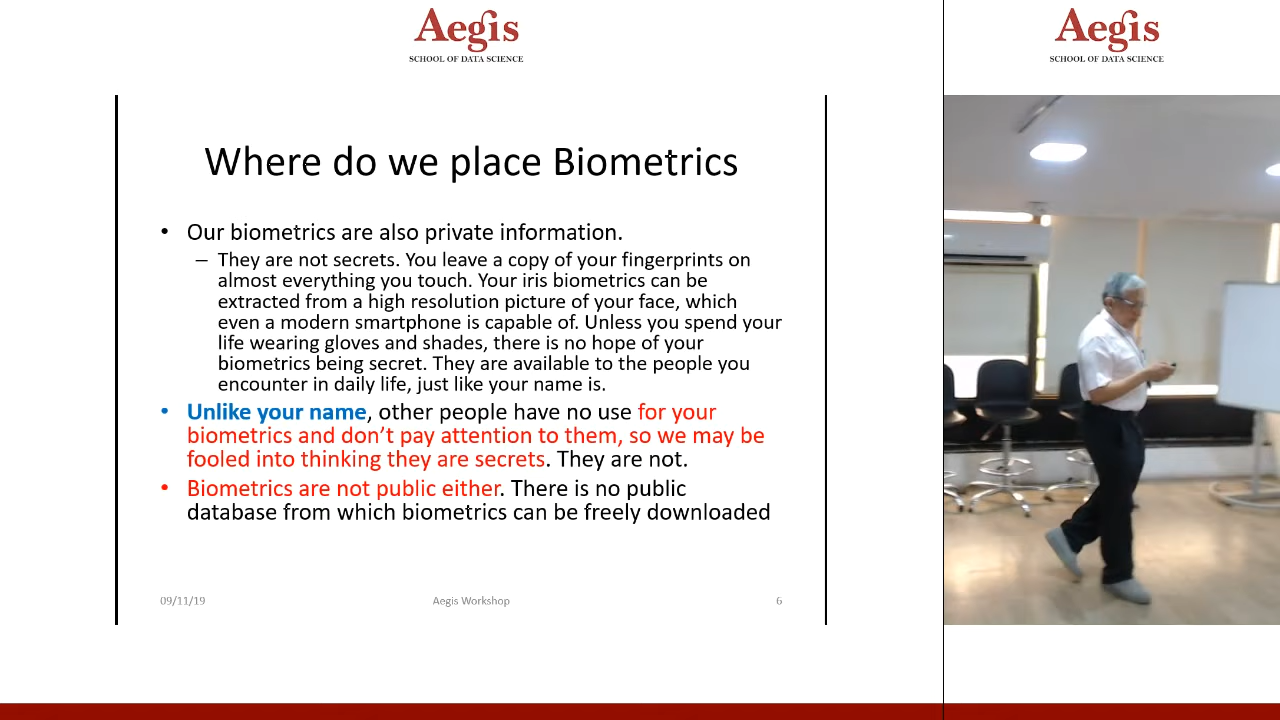 Aegis
SCHOOL OF DATA SCIENCE
Aegis
SCHOOL OF DATA SCIENCE
Where do we place Biometrics
• Our biometrics are also private information.
– They are not secrets. You leave a copy of your fingerprints on
almost everything you touch. Your iris biometrics can be
extracted from a high resolution picture of your face, which
even a modern smartphone is capable of. Unless you spend your
life wearing gloves and shades, there is no hope of your
biometrics being secret. They are available to the people you
encounter in daily life, just like your name is.
• Unlike your name, other people have no use for your
biometrics and don’t pay attention to them, so we may be
fooled into thinking they are secrets. They are not.
• Biometrics are not public either. There is no public
database from which biometrics can be freely downloaded
09/11/19
Aegis Workshop
6